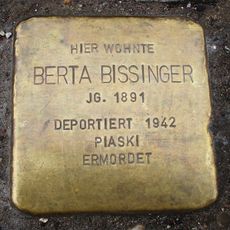 HIER WOHNTE
BERTA BISSINGER
JG. 1891
DEPORTIERT 1942
PIASKI
ERMORDET